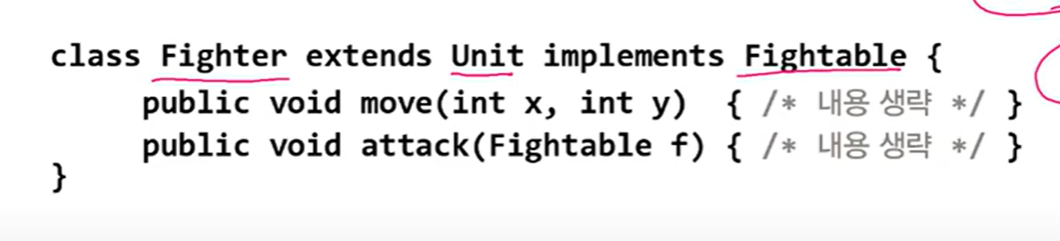 class Fighter extends Unit implements Fightable {
public void move(int x, int y) { /* 내용 생략 */ }
public void attack(Fightable f) { /* 내용 생략 */ }
}